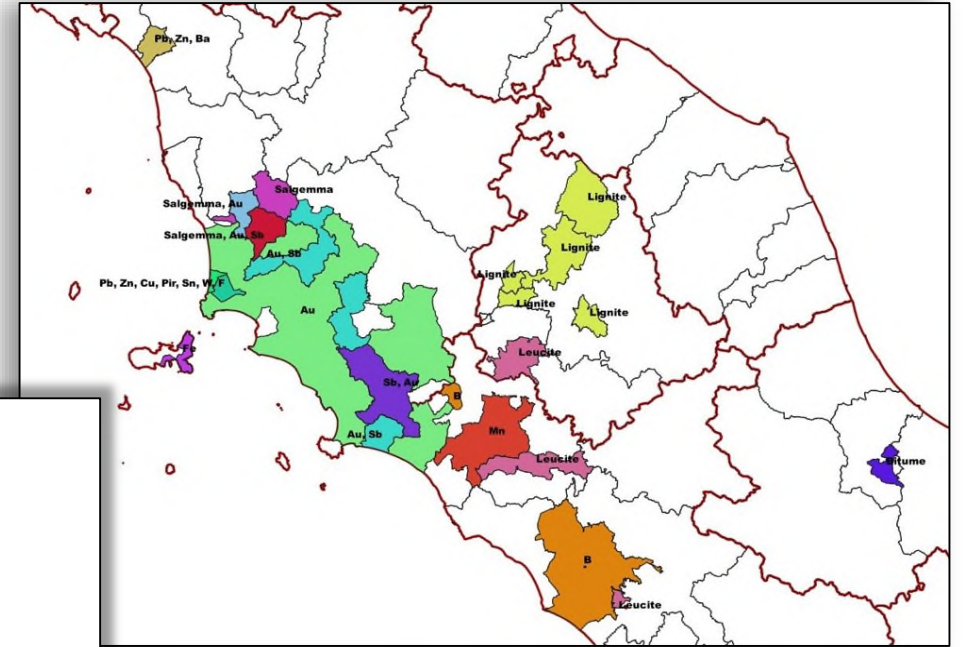 Pb, Zn, Ba
Salgemma
Lignite
Salgemma, Au
Salgemma, Au, Sb
Lignite
Au, Sb
Lignite
Pb, Zn, Cu, Pir, Sn, W, F
Lignite
Au
Lignite
Fe
Leucite
Sb, Au
B
Mn
Au, Sb
Leucite
Bitume
B
Leucite